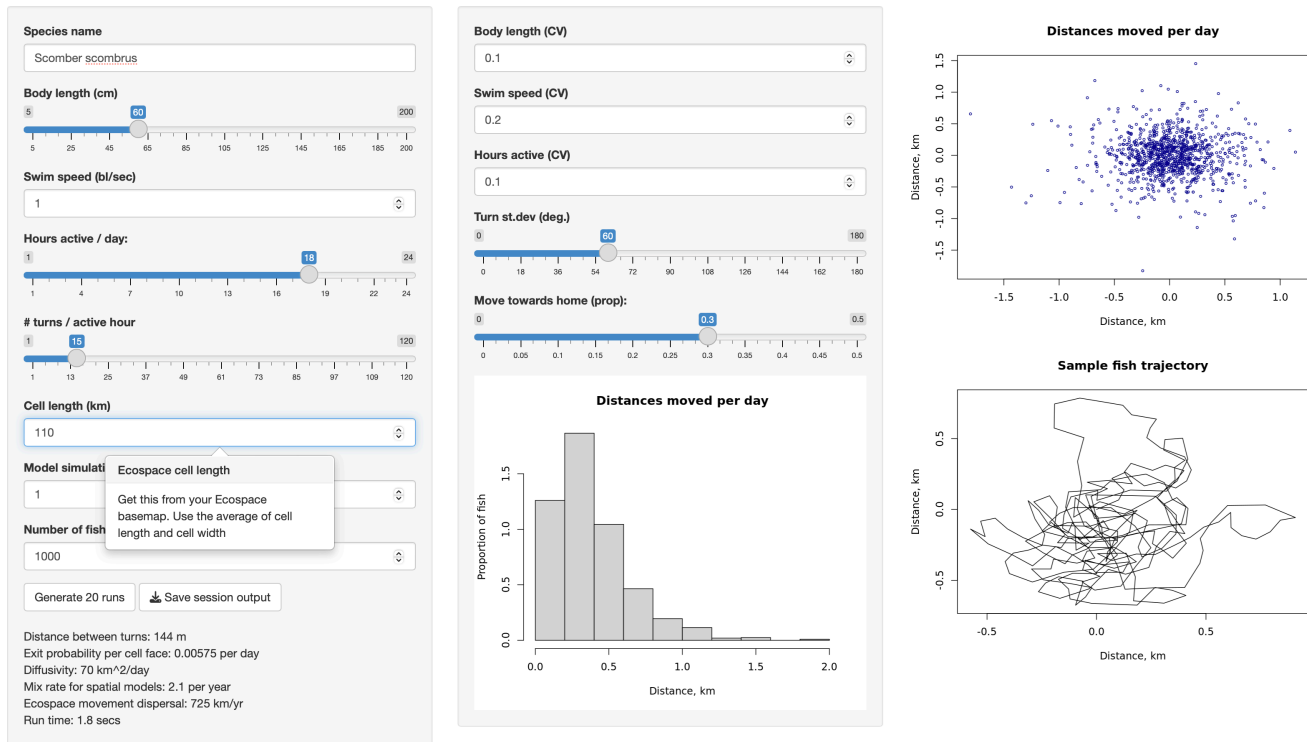 Species name
Scomber scombrus
Body length (cm)
5 60 200
5 25 45 65 85 105 125 145 165 185 200
Swim speed (bl/sec)
1
Hours active / day:
1 18 24
1 4 7 10 13 16 19 22 24
# turns / active hour
1 15 120
1 13 25 37 49 61 73 85 97 109 120
Cell length (km)
110
Ecospace cell length
Get this from your Ecospace
basemap. Use the average of cell
length and cell width
Model simulati
1
Number of fish
1000
Generate 20 runs Save session output
Distance between turns: 144 m
Exit probability per cell face: 0.00575 per day
Diffusivity: 70 km^2/day
Mix rate for spatial models: 2.1 per year
Ecospace movement dispersal: 725 km/yr
Run time: 1.8 secs
Body length (CV)
0.1
Swim speed (CV)
0.2
Hours active (CV)
0.1
Turn st.dev (deg.)
0 60 180
0 18 36 54 72 90 108 126 144 162 180
Move towards home (prop):
0 0.3 0.5
0 0.05 0.1 0.15 0.2 0.25 0.3 0.35 0.4 0.45 0.5
Distances moved per day
Proportion of fish
1.5
1.0
0.5
0.0
0.0 0.5 1.0 1.5 2.0
Distance, km
Distances moved per day
Distance, km
1.5
1.0
0.5
0.0
-0.5
-1.0
-1.5
-1.5 -1.0 -0.5 0.0 0.5 1.0
Distance, km
Sample fish trajectory
Distance, km
0.5
0.0
-0.5
-0.5 0.0 0.5
Distance, km